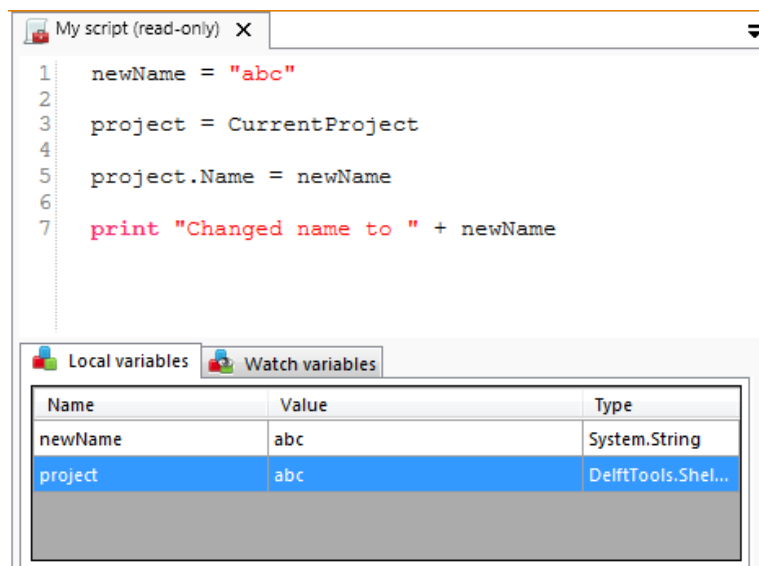 My script (read-only) X
1 newName = "abc"
2
3 project = CurrentProject
4
5 project.Name = newName
6
7 print "Changed name to " + newName
Local variables Watch variables
Name Value Type
newName abc System.String
project abc DelftTools.Shel...